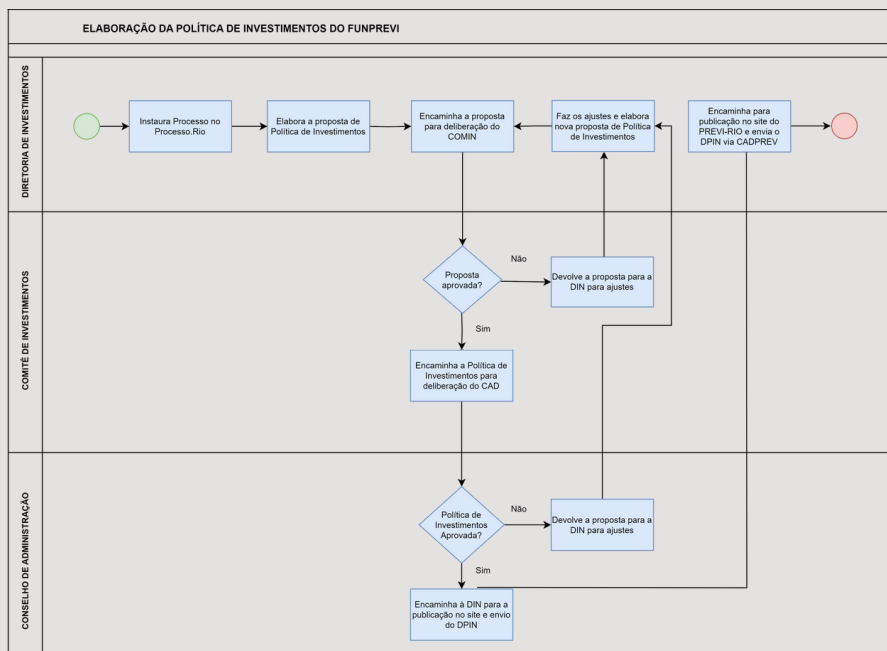 ELABORAÇÃO DA POLÍTICA DE INVESTIMENTOS DO FUNPREVI
DIRETORIA DE INVESTIMENTOS
Instaura Processo no
Processo.Rio
Elabora a proposta de
Política de Investimentos
Encaminha a proposta
para deliberação do
COMIN
Faz os ajustes e elabora
nova proposta de Política
de Investimentos
Encaminha para
publicação no site do
PREVI-RIO e envia o
DPIN via CADPREV
COMITÊ DE INVESTIMENTOS
Proposta
aprovada?
Não
Devolve a proposta para a
DIN para ajustes
Sim
Encaminha a Política de
Investimentos para
deliberação do CAD
CONSELHO DE ADMINISTRAÇÃO
Política de
Investimentos
Aprovada?
Não
Devolve a proposta para a
DIN para ajustes
Sim
Encaminha à DIN para a
publicação no site e envio
do DPIN